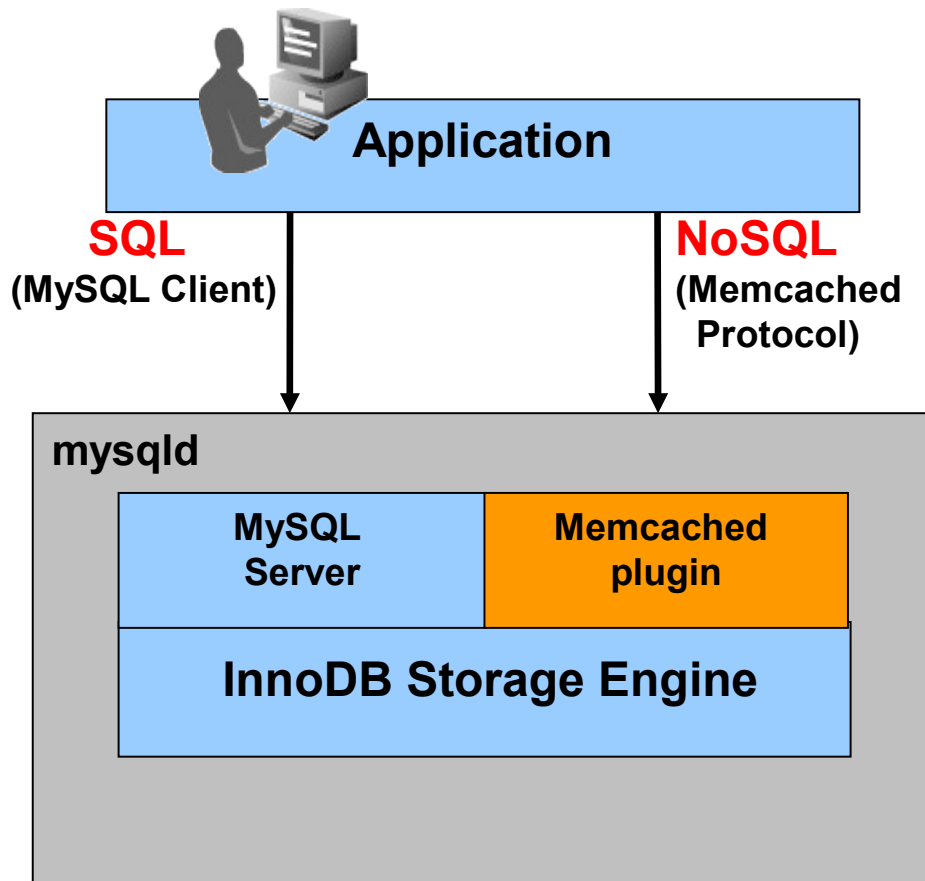 Application
SQL
(MySQL Client)
NoSQL
(Memcached
Protocol)
mysqld
MySQL
Server
Memcached
plugin
InnoDB Storage Engine